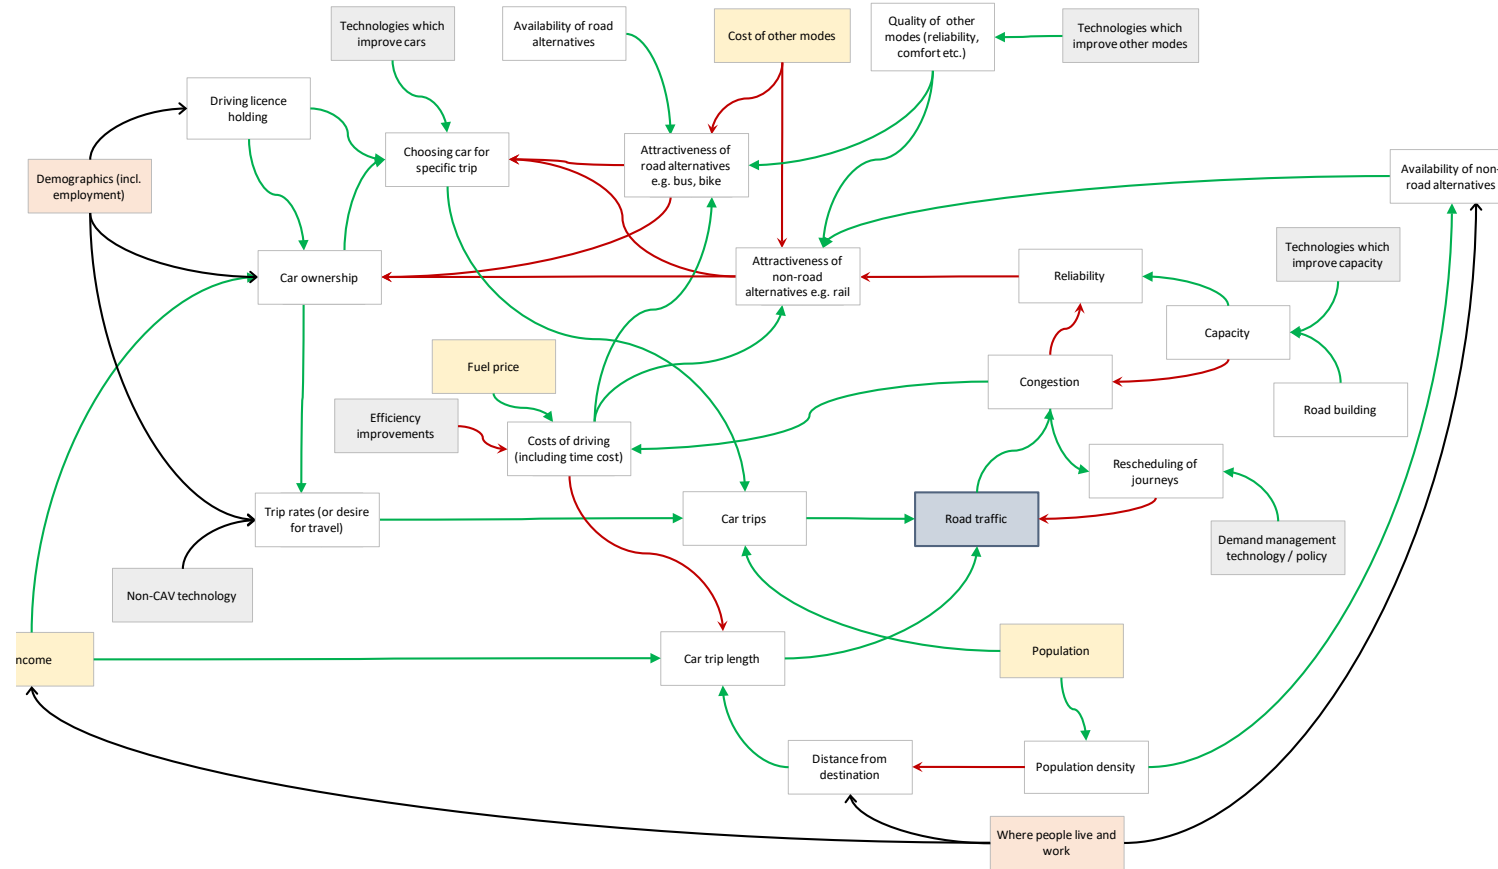 Technologies which
improve cars
Availability of road
alternatives
Cost of other modes
Quality of other
modes (reliability,
comfort etc.)
Technologies which
improve other modes
Driving licence
holding
Choosing car for
specific trip
Attractiveness of
road alternatives
e.g. bus, bike
Demographics (incl.
employment)
Availability of non-
road alternatives
Car ownership
Attractiveness of
non-road
alternatives e.g. rail
Reliability
Technologies which
improve capacity
Capacity
Fuel price
Congestion
Road building
Efficiency
improvements
Costs of driving
(including time cost)
Rescheduling of
journeys
Trip rates (or desire
for travel)
Car trips
Road traffic
Demand management
technology / policy
Non-CAV technology
ncome
Car trip length
Population
Distance from
destination
Population density
Where people live and
work